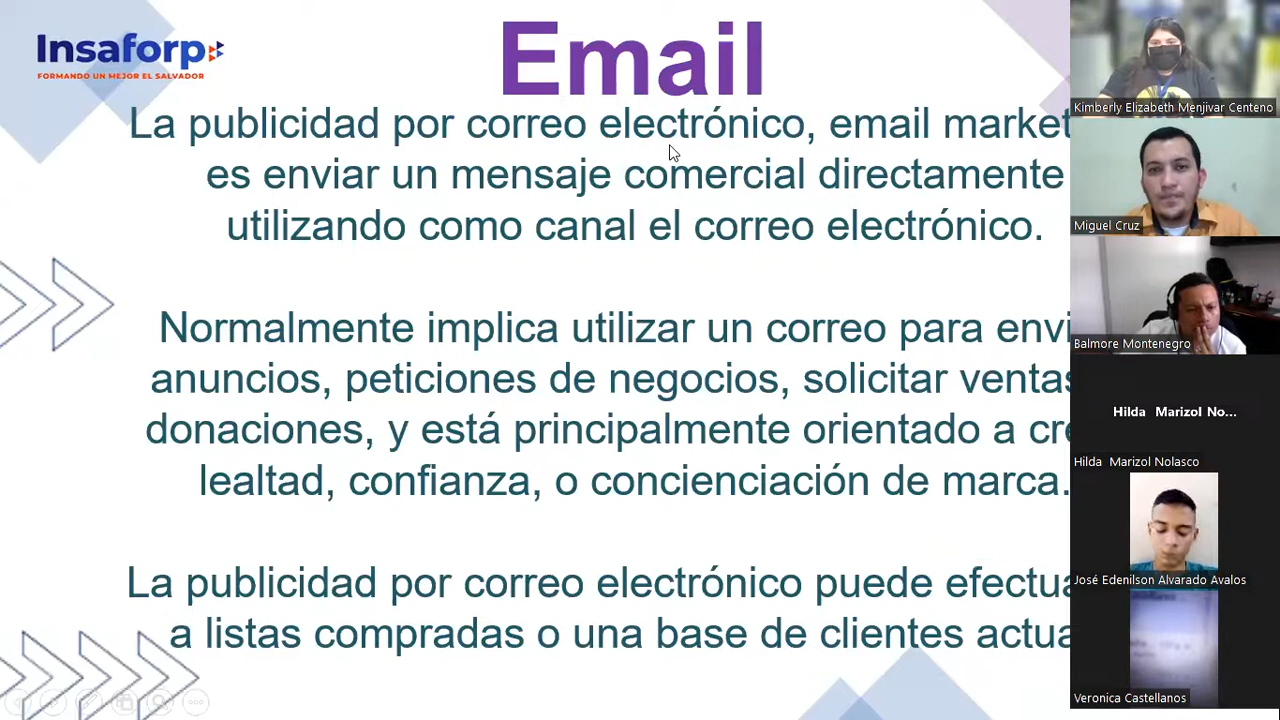 Insaforp
FORMANDO UN MEJOR EL SALVADOR
Email
La publicidad por correo electrónico, email market
es enviar un mensaje comercial directamente
utilizando como canal el correo electrónico.
Normalmente implica utilizar un correo para envi
anuncios, peticiones de negocios, solicitar ventas
donaciones, y está principalmente orientado a cre
lealtad, confianza, o concienciación de marca.
La publicidad por correo electrónico puede efectua
a listas compradas o una base de clientes actua
Kimberly Elizabeth Menjivar Centeno
Miguel Cruz
Balmore Montenegro
Hilda Marizol No...
Hilda Marizol Nolasco
José Edenilson Alvarado Avalos
Veronica Castellanos